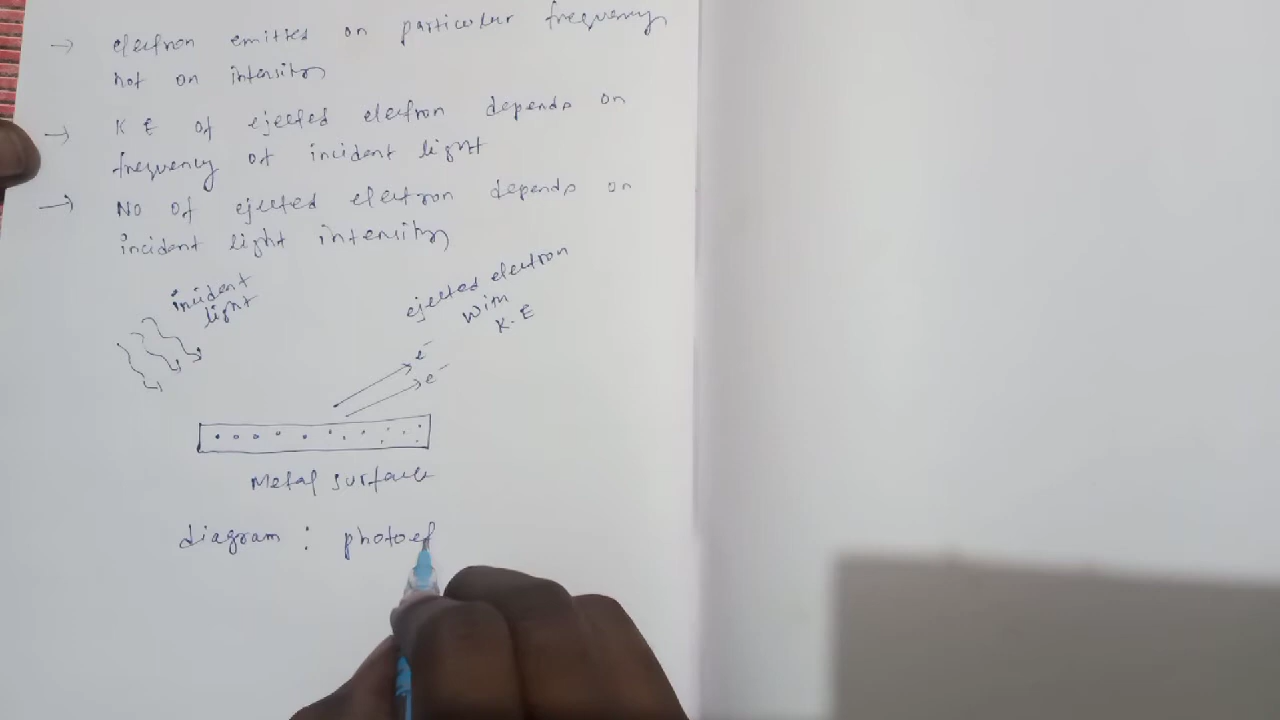 → electron emitted on particular frequency
not on intensity
→ K E of ejected electron depends on
frequency of incident light
→ No of ejected electron depends on
incident light intensity
incident
light
ejected electron
with
K.E
e⁻
e⁻
Metal surface
diagram : photoel